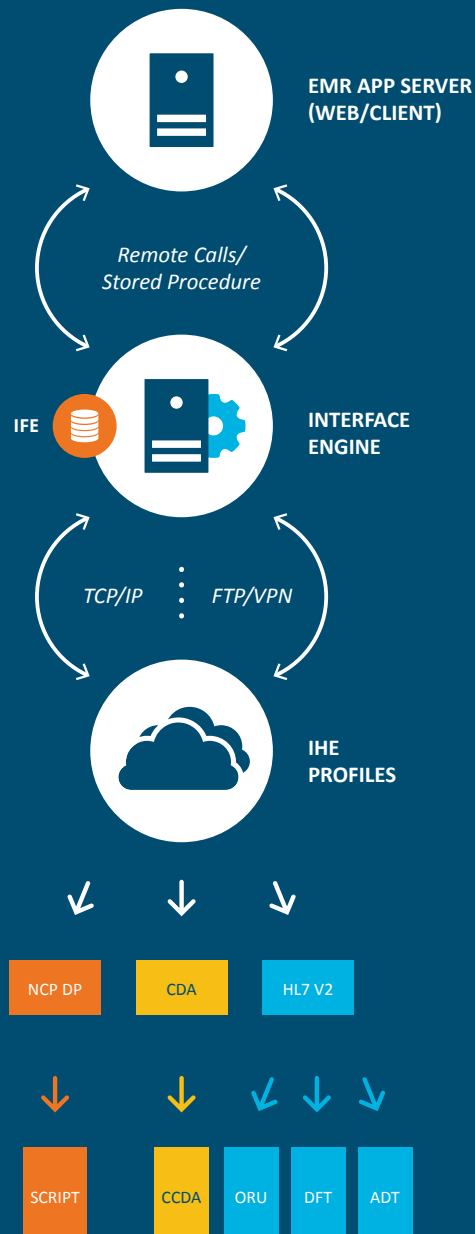 EMR APP SERVER
(WEB/CLIENT)
Remote Calls/
Stored Procedure
IFE
INTERFACE
ENGINE
TCP/IP
FTP/VPN
IHE
PROFILES
NCP DP
CDA
HL7 V2
SCRIPT
CCDA
ORU
DFT
ADT